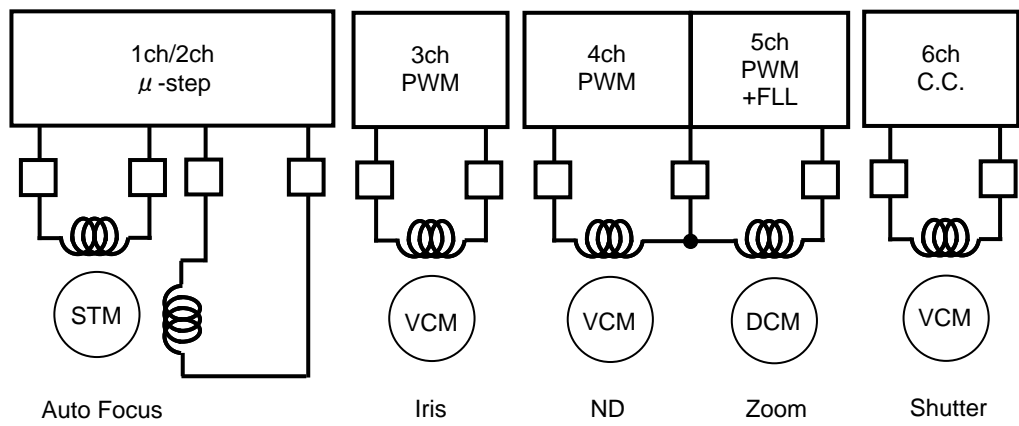 1ch/2ch
μ-step
3ch
PWM
4ch
PWM
5ch
PWM
+FLL
6ch
C.C.
STM
VCM
VCM
DCM
VCM
Auto Focus
Iris
ND
Zoom
Shutter